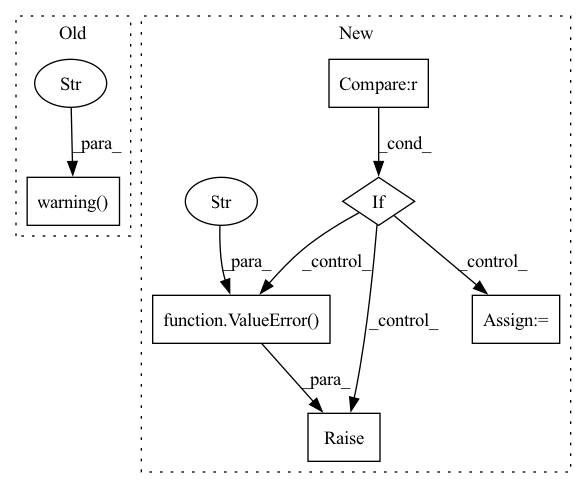 Old
New
Str
Compare:r
_para_
_cond_
warning()
Str
If
_para_
_control_
_control_
_control_
function.ValueError()
Assign:=
_para_
Raise